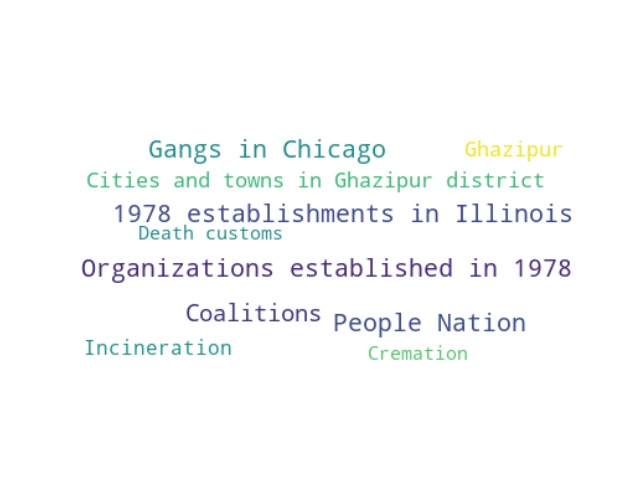 Gangs in Chicago
Ghazipur
Cities and towns in Ghazipur district
1978 establishments in Illinois
Death customs
Organizations established in 1978
Coalitions
People Nation
Incineration
Cremation